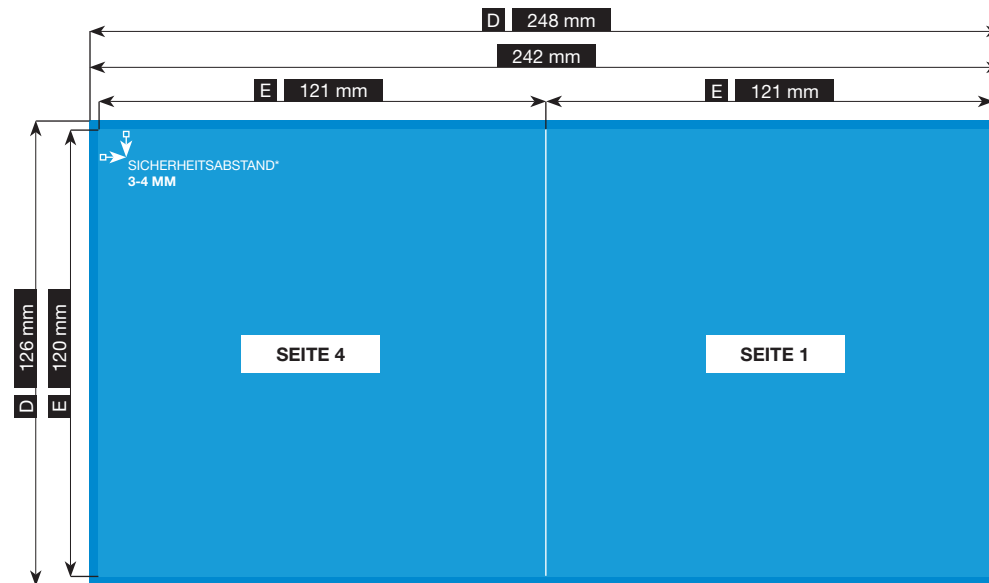 D 248 mm
242 mm
E 121 mm
E 121 mm
SICHERHEITSABSTAND*
3-4 MM
D 126 mm
E 120 mm
SEITE 4
SEITE 1